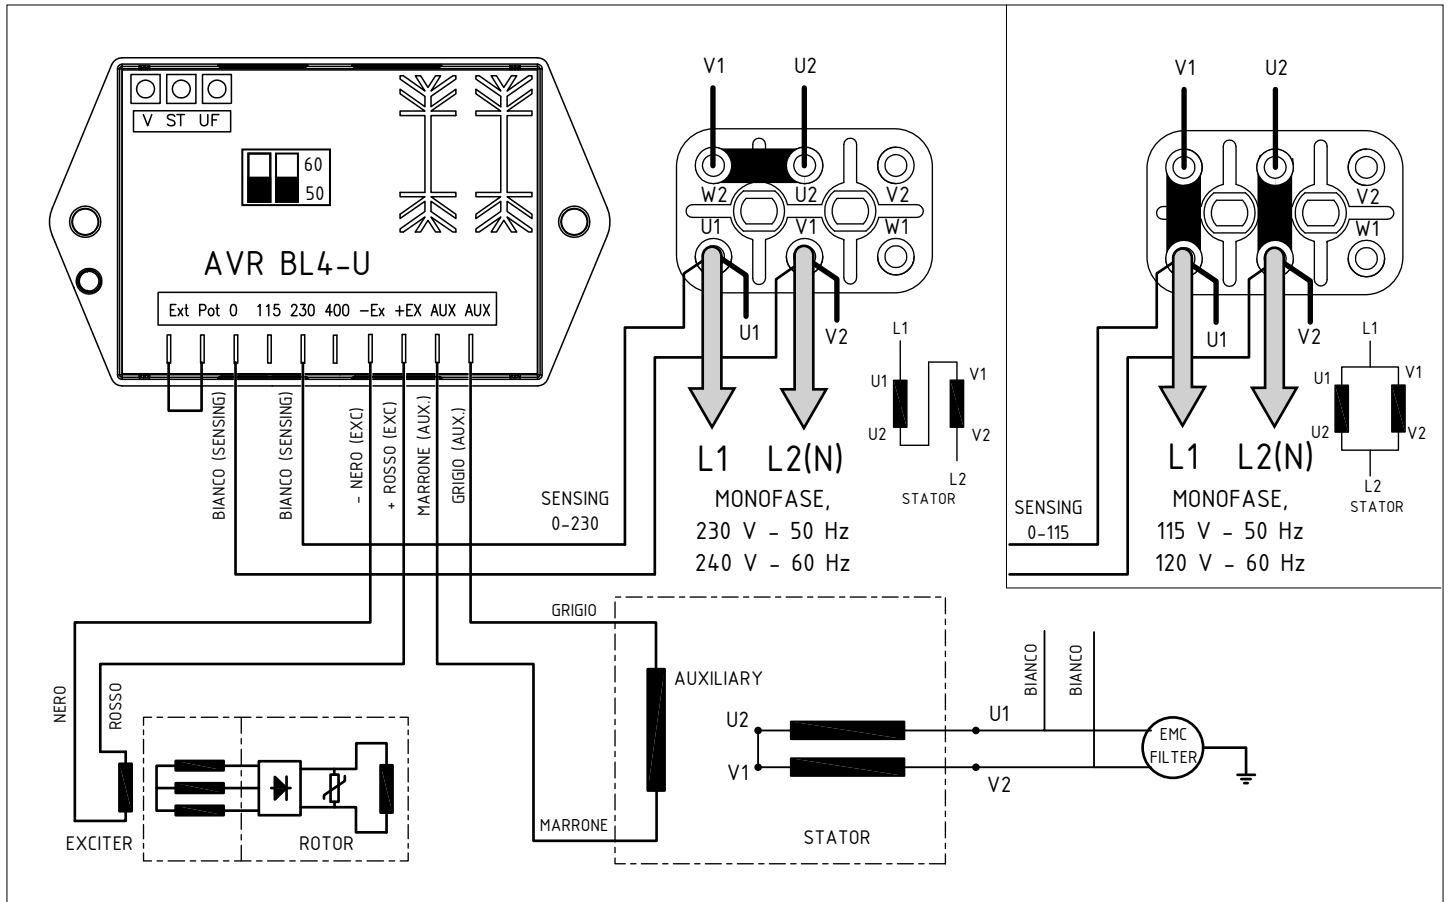 V ST UF
60
50
AVR BL4-U
Ext Pot 0 115 230 400 -Ex +EX AUX AUX
BIANCO (SENSING)
BIANCO (SENSING)
- NERO (EXC)
+ ROSSO (EXC)
MARRONE (AUX.)
GRIGIO (AUX.)
V1 U2
W2 U2 V2
U1 V1 W1
U1 V2
L1
U1 V1
U2 V2
L2
STATOR
L1 L2(N)
MONOFASE,
230 V - 50 Hz
240 V - 60 Hz
SENSING
0-230
V1 U2
V2
W1
U1 V2
L1
U1 V1
U2 V2
L2
STATOR
L1 L2(N)
MONOFASE,
115 V - 50 Hz
120 V - 60 Hz
SENSING
0-115
NERO
ROSSO
EXCITER
ROTOR
GRIGIO
MARRONE
AUXILIARY
U2 U1
V1 V2
STATOR
BIANCO
BIANCO
EMC
FILTER